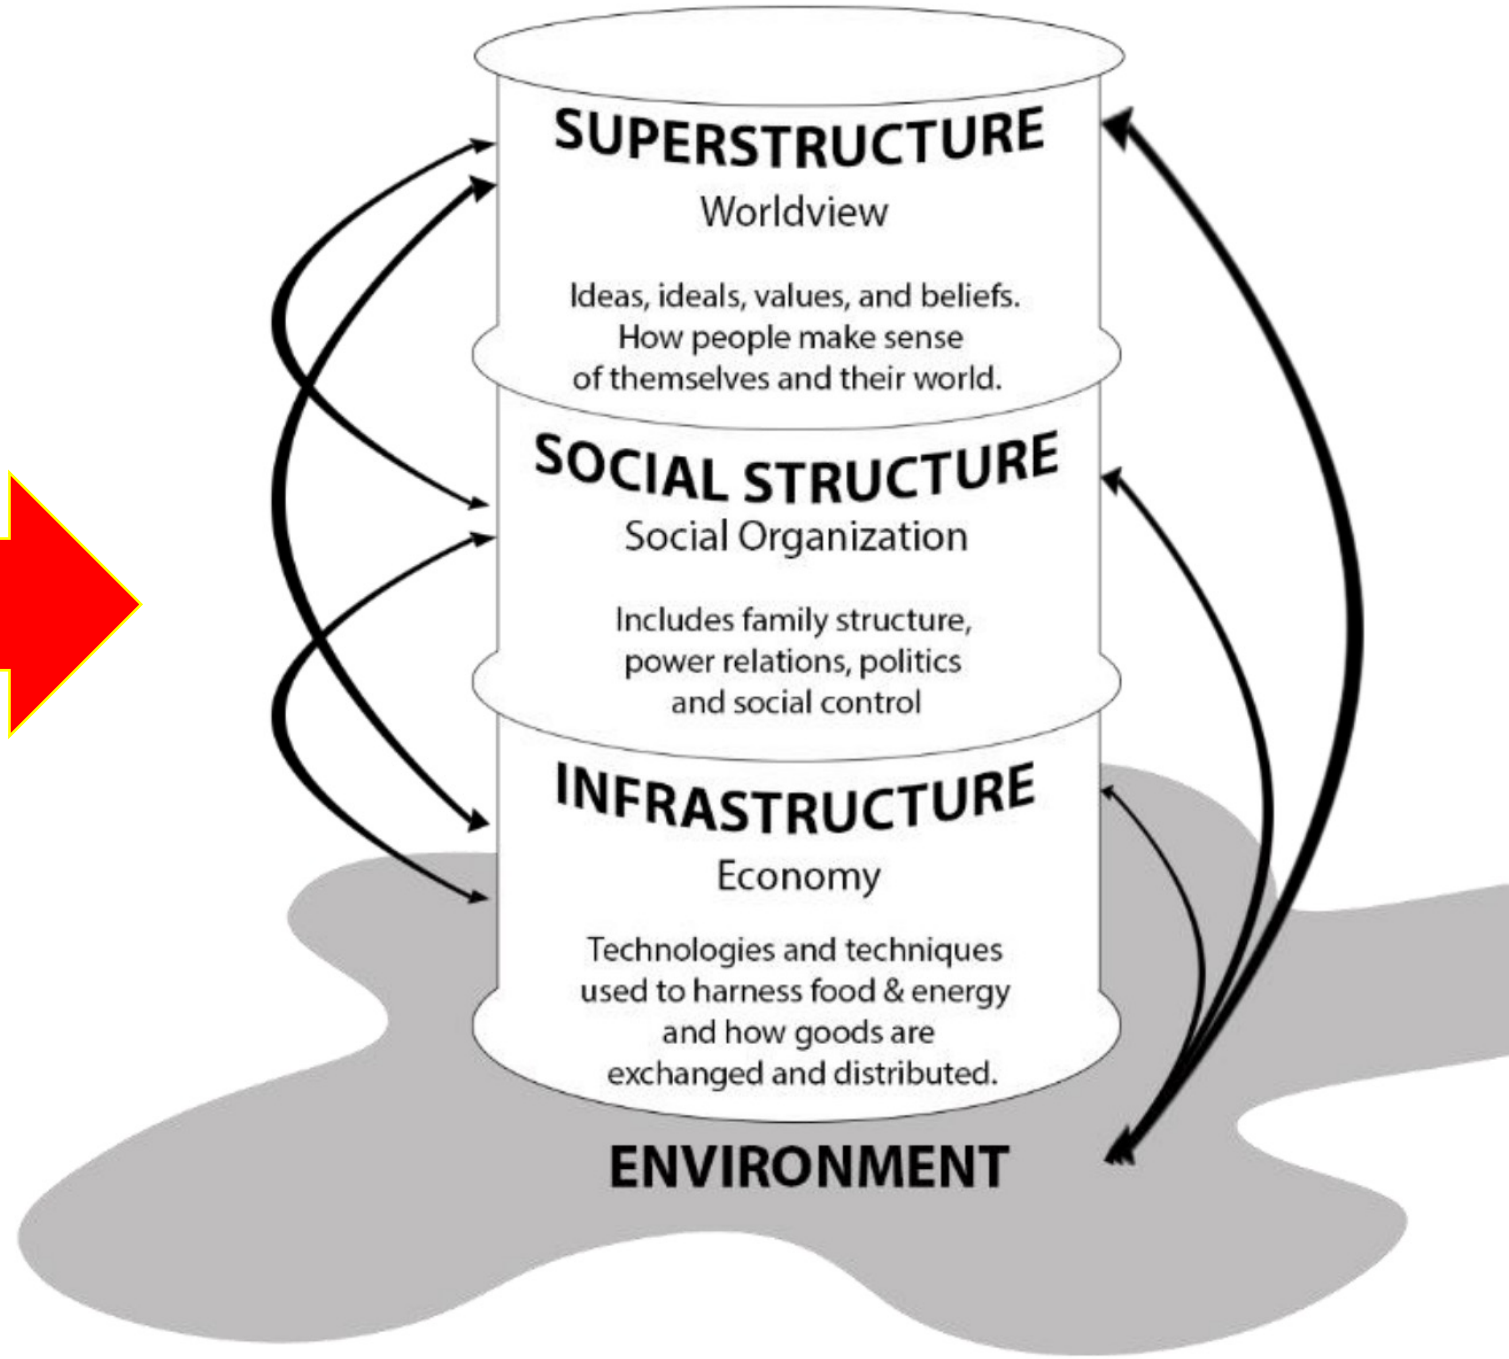 SUPERSTRUCTURE
Worldview
Ideas, ideals, values, and beliefs.
How people make sense
of themselves and their world.
SOCIAL STRUCTURE
Social Organization
Includes family structure,
power relations, politics
and social control
INFRASTRUCTURE
Economy
Technologies and techniques
used to harness food & energy
and how goods are
exchanged and distributed.
ENVIRONMENT